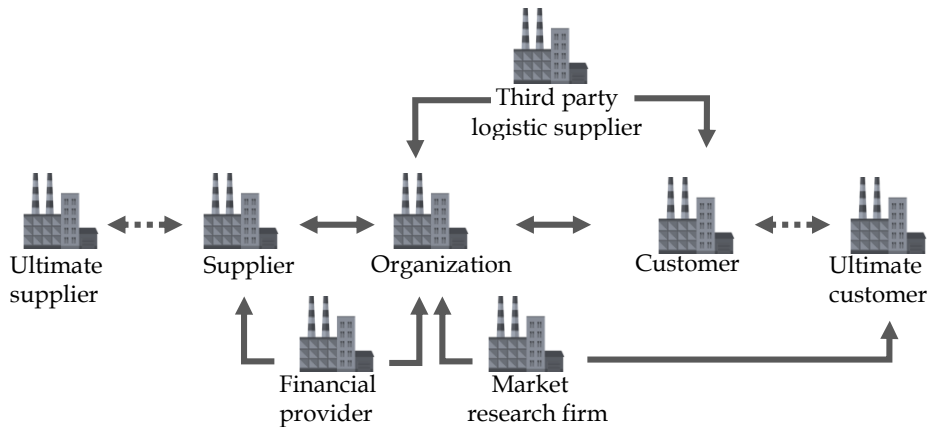 Third party
logistic supplier
Ultimate
supplier
Supplier
Organization
Customer
Ultimate
customer
Financial
provider
Market
research firm